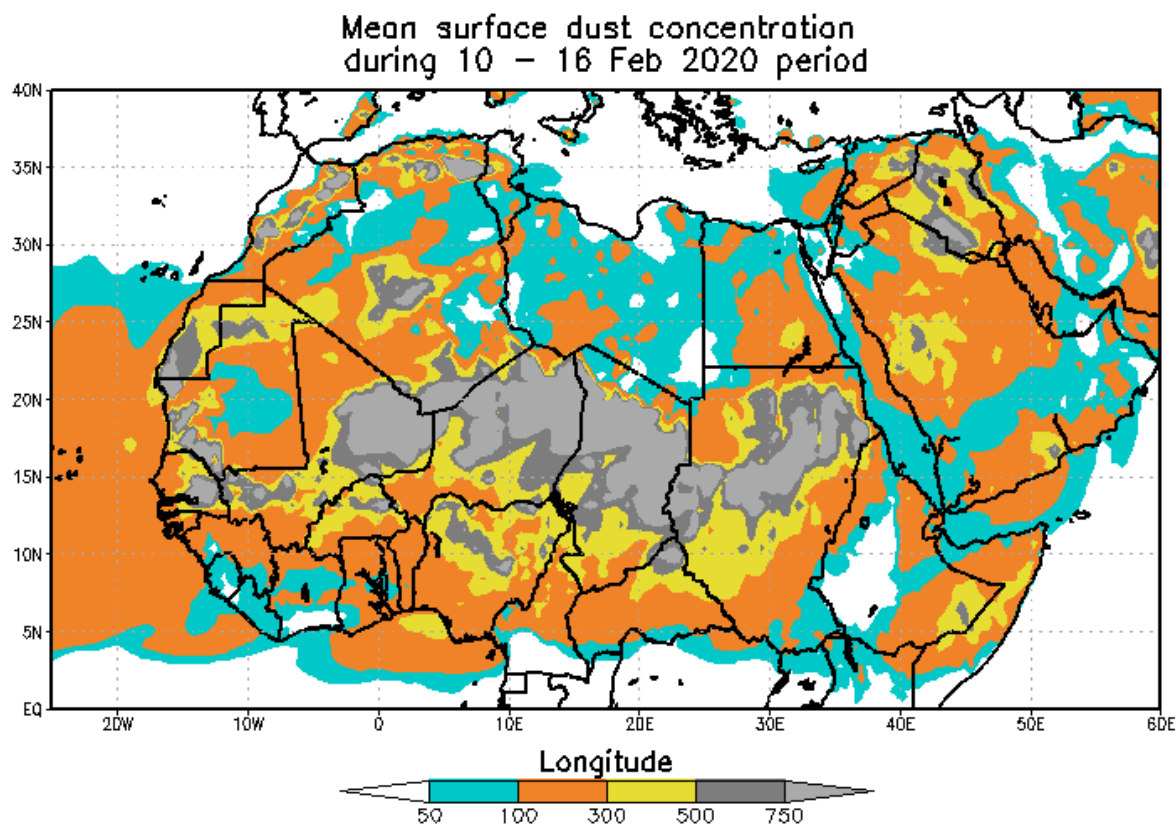 Mean surface dust concentration
during 10 – 16 Feb 2020 period
40N
35N
30N
25N
20N
15N
10N
5N
EQ
20W 10W 0 10E 20E 30E 40E 50E 60E
Longitude
50 100 300 500 750